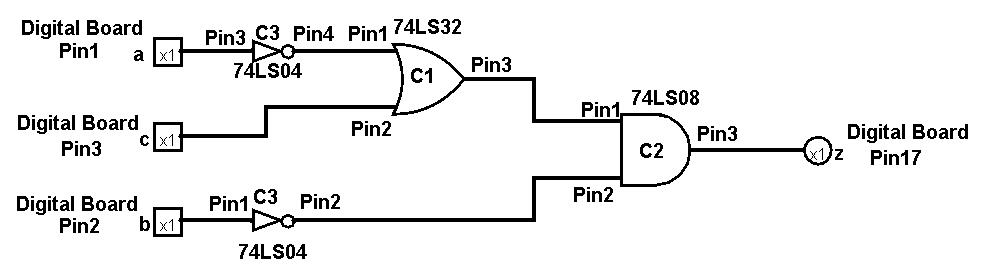 Digital Board
Pin1
a
x1
Pin3
C3
74LS04
Pin4
Pin1
74LS32
C1
Pin3
Digital Board
Pin3
c
x1
Pin2
Pin1
74LS08
C2
Pin3
x1
z
Digital Board
Pin17
Pin2
Digital Board
Pin2
b
x1
Pin1
C3
Pin2
74LS04